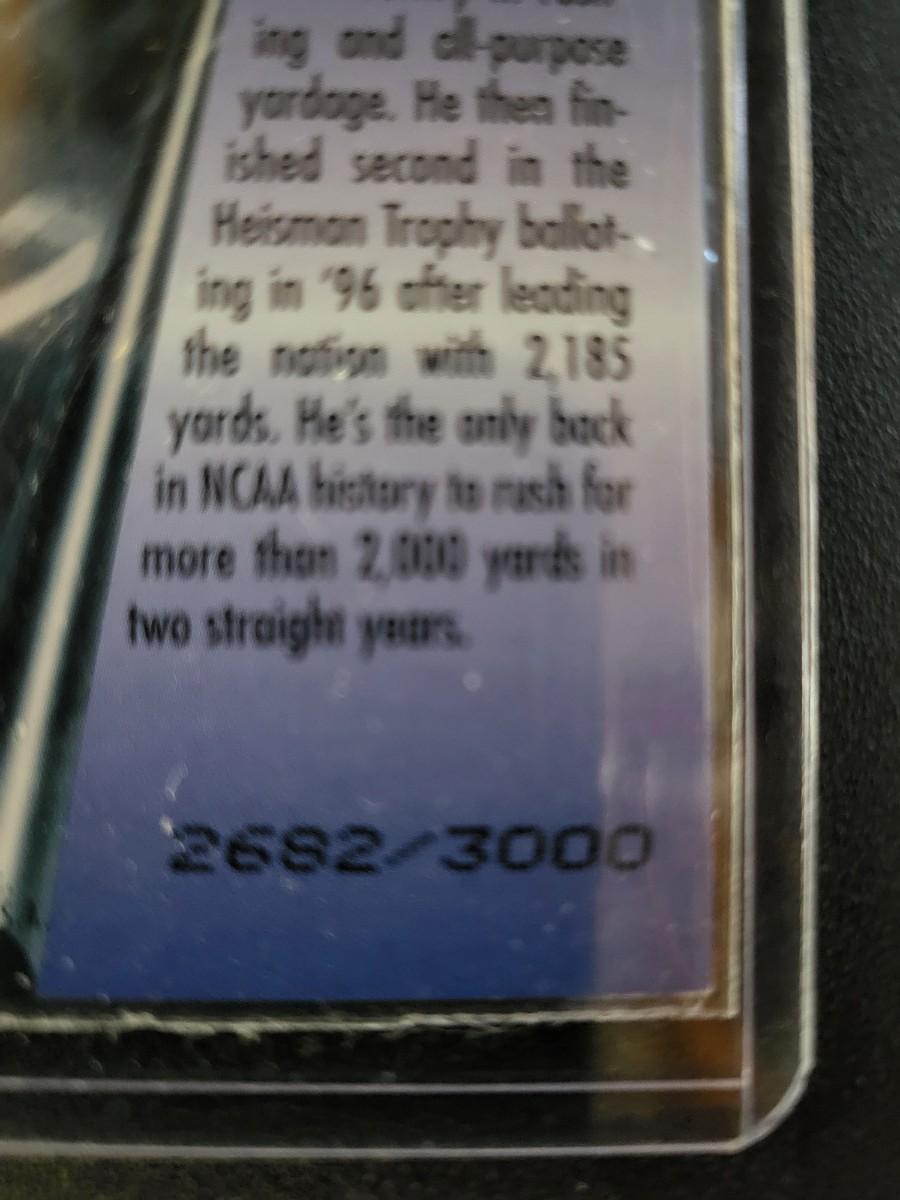 ing and all-purpose
yardage. He then fin-
ished second in the
Heisman Trophy ballot-
ing in '96 after leading
the nation with 2,185
yards. He's the only back
in NCAA history to rush for
more than 2,000 yards in
two straight years.
2682/3000